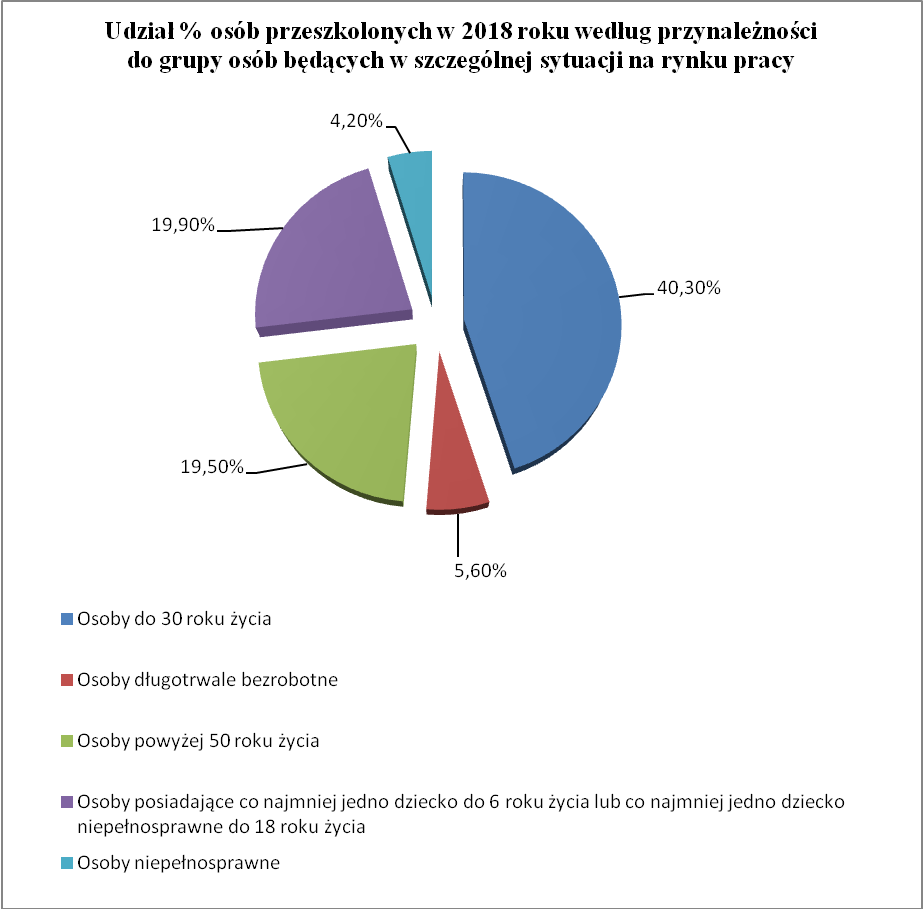 Udział % osób przeszkolonych w 2018 roku według przynależności
do grupy osób będących w szczególnej sytuacji na rynku pracy
4,20%
19,90%
40,30%
19,50%
5,60%
Osoby do 30 roku życia
Osoby długotrwale bezrobotne
Osoby powyżej 50 roku życia
Osoby posiadające co najmniej jedno dziecko do 6 roku życia lub co najmniej jedno dziecko
niepełnosprawne do 18 roku życia
Osoby niepełnosprawne